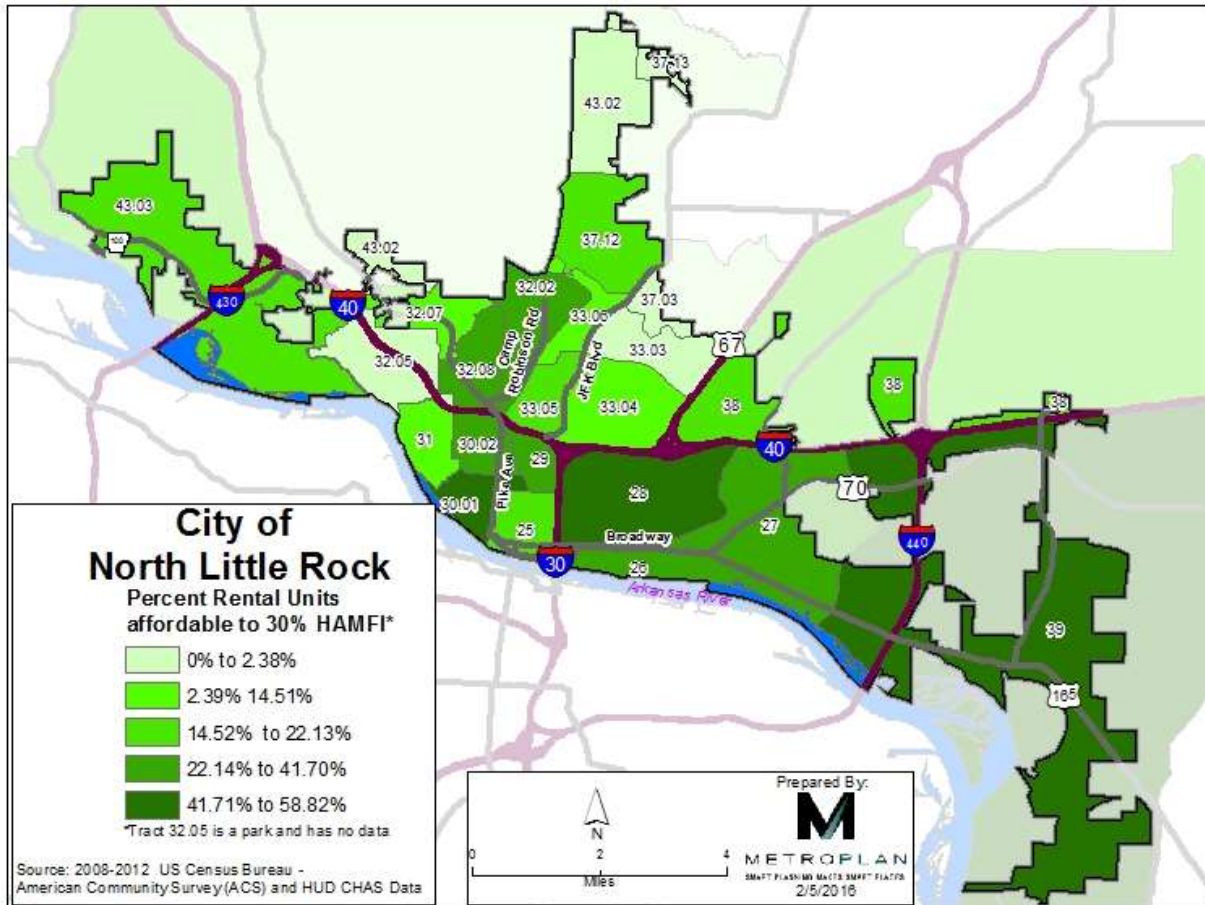 37.13
43.02
43.03
100
43.02
37.12
430
40
32.07
32.02
Camp
Robinson Rd
33.06
37.03
JFK Blvd
33.03
67
32.05
32.08
33.05
33.04
38
38
38
31
30.02
29
40
Pike Ave
28
70
30.01
25
Broadway
27
440
30
26
Arkansas River
39
165
City of
North Little Rock
Percent Rental Units
affordable to 30% HAMFI*
0% to 2.38%
2.39% 14.51%
14.52% to 22.13%
22.14% to 41.70%
41.71% to 58.82%
*Tract 32.05 is a park and has no data
Source: 2008-2012 US Census Bureau -
American Community Survey (ACS) and HUD CHAS Data
N
0 2 4
Miles
Prepared By:
M
METROPLAN
SMART PLANNING MAKES SMART PLACES
2/5/2016